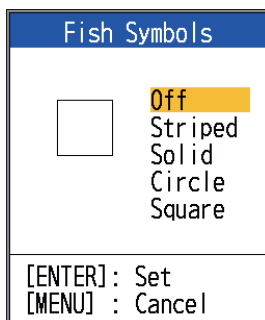 Fish Symbols
Off
Striped
Solid
Circle
Square
[ENTER]: Set
[MENU] : Cancel